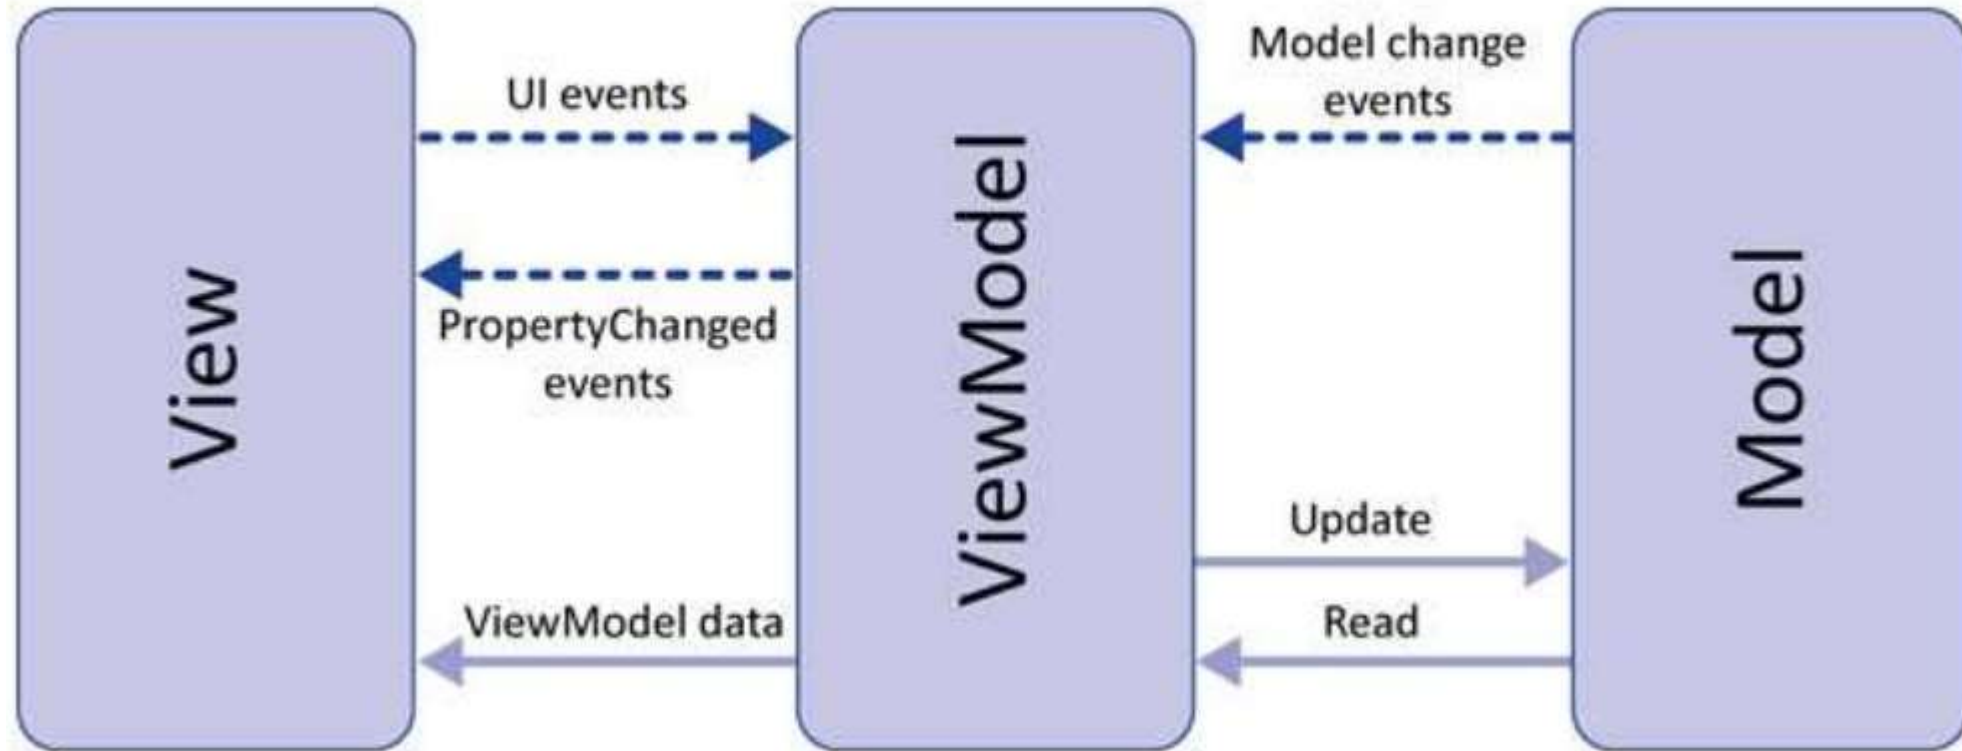 View
UI events
PropertyChanged
events
ViewModel data
ViewModel
Model change
events
Update
Read
Model